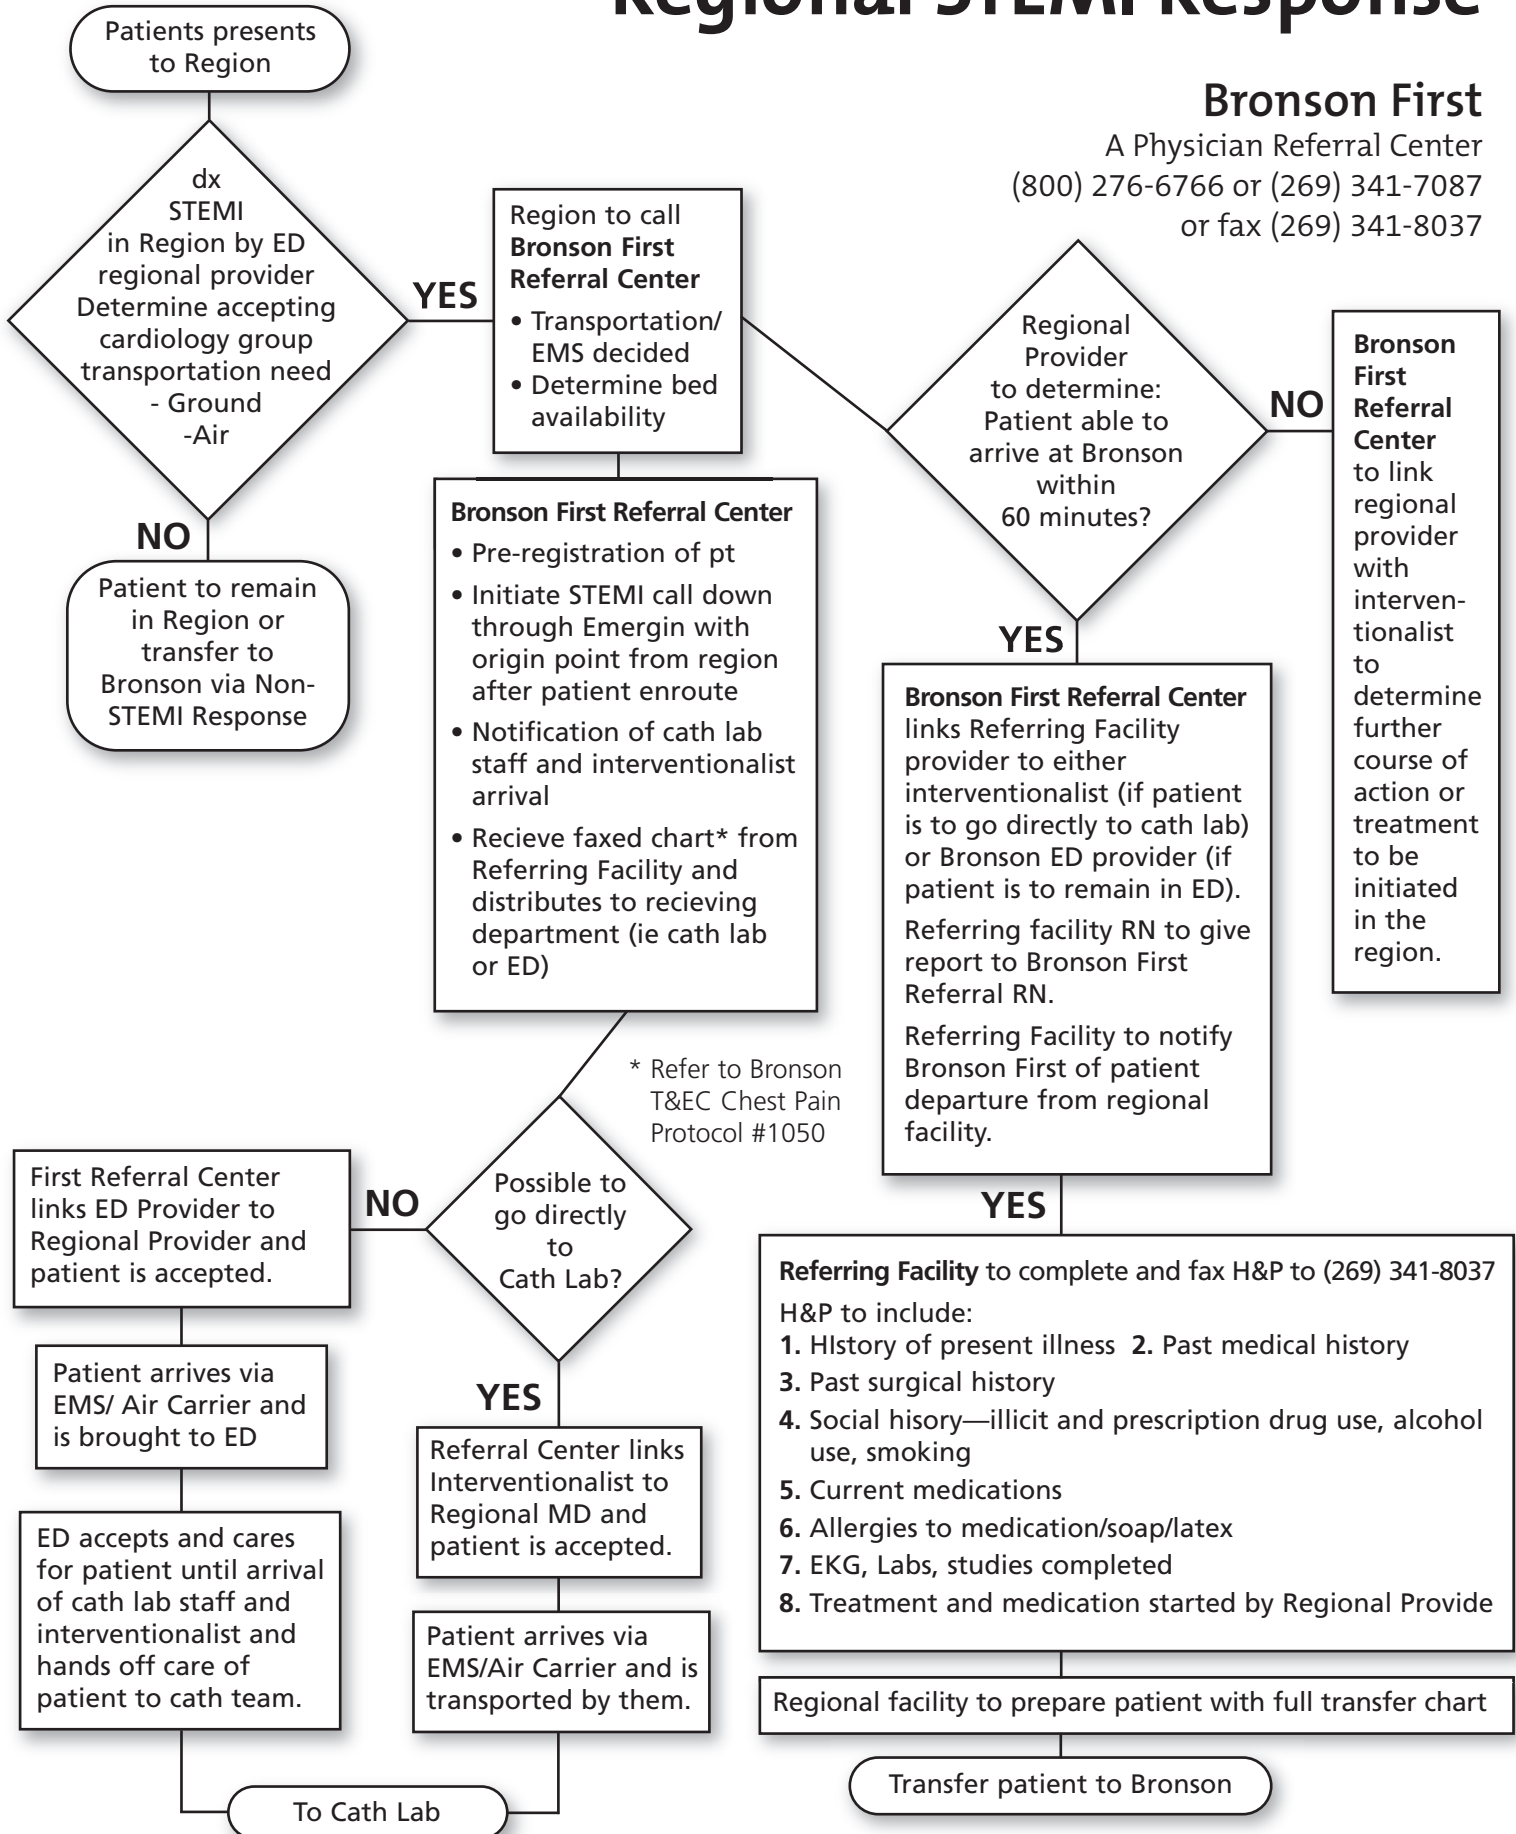 Regional STEMI Response
Bronson First
A Physician Referral Center
(800) 276-6766 or (269) 341-7087
or fax (269) 341-8037
Patients presents
to Region
dx
STEMI
in Region by ED
regional provider
Determine accepting
cardiology group
transportation need
- Ground
-Air
YES
NO
Patient to remain
in Region or
transfer to
Bronson via Non-
STEMI Response
Region to call
Bronson First
Referral Center
• Transportation/
EMS decided
• Determine bed
availability
Bronson First Referral Center
• Pre-registration of pt
• Initiate STEMI call down
through Emergin with
origin point from region
after patient enroute
• Notification of cath lab
staff and interventionalist
arrival
• Recieve faxed chart* from
Referring Facility and
distributes to recieving
department (ie cath lab
or ED)
* Refer to Bronson
T&EC Chest Pain
Protocol #1050
Regional
Provider
to determine:
Patient able to
arrive at Bronson
within
60 minutes?
NO
Bronson
First
Referral
Center
to link
regional
provider
with
interven-
tionalist
to
determine
further
course of
action or
treatment
to be
initiated
in the
region.
YES
Bronson First Referral Center
links Referring Facility
provider to either
interventionalist (if patient
is to go directly to cath lab)
or Bronson ED provider (if
patient is to remain in ED).
Referring facility RN to give
report to Bronson First
Referral RN.
Referring Facility to notify
Bronson First of patient
departure from regional
facility.
YES
Referring Facility to complete and fax H&P to (269) 341-8037
H&P to include:
1. HIstory of present illness 2. Past medical history
3. Past surgical history
4. Social hisory—illicit and prescription drug use, alcohol
use, smoking
5. Current medications
6. Allergies to medication/soap/latex
7. EKG, Labs, studies completed
8. Treatment and medication started by Regional Provide
Regional facility to prepare patient with full transfer chart
Transfer patient to Bronson
Possible to
go directly
to
Cath Lab?
NO
First Referral Center
links ED Provider to
Regional Provider and
patient is accepted.
Patient arrives via
EMS/ Air Carrier and
is brought to ED
ED accepts and cares
for patient until arrival
of cath lab staff and
interventionalist and
hands off care of
patient to cath team.
YES
Referral Center links
Interventionalist to
Regional MD and
patient is accepted.
Patient arrives via
EMS/Air Carrier and is
transported by them.
To Cath Lab